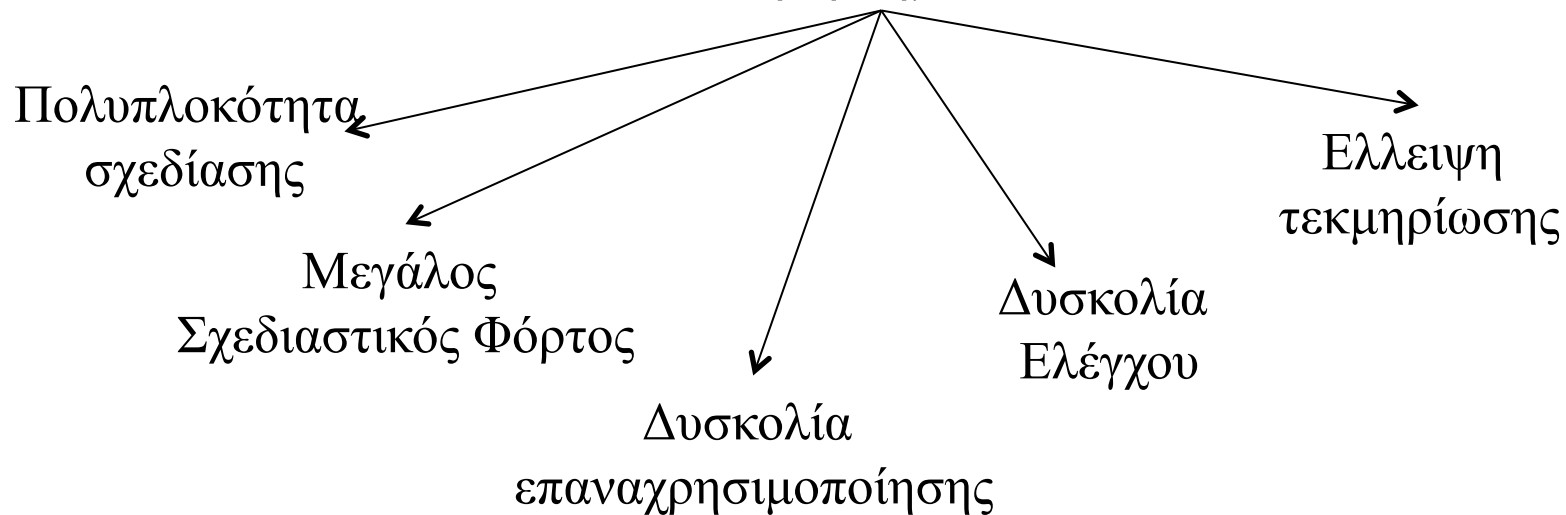 Πολυπλοκότητα
σχεδίασης
Μεγάλος
Σχεδιαστικός Φόρτος
Δυσκολία
επαναχρησιμοποίησης
Δυσκολία
Ελέγχου
Ελλειψη
τεκμηρίωσης